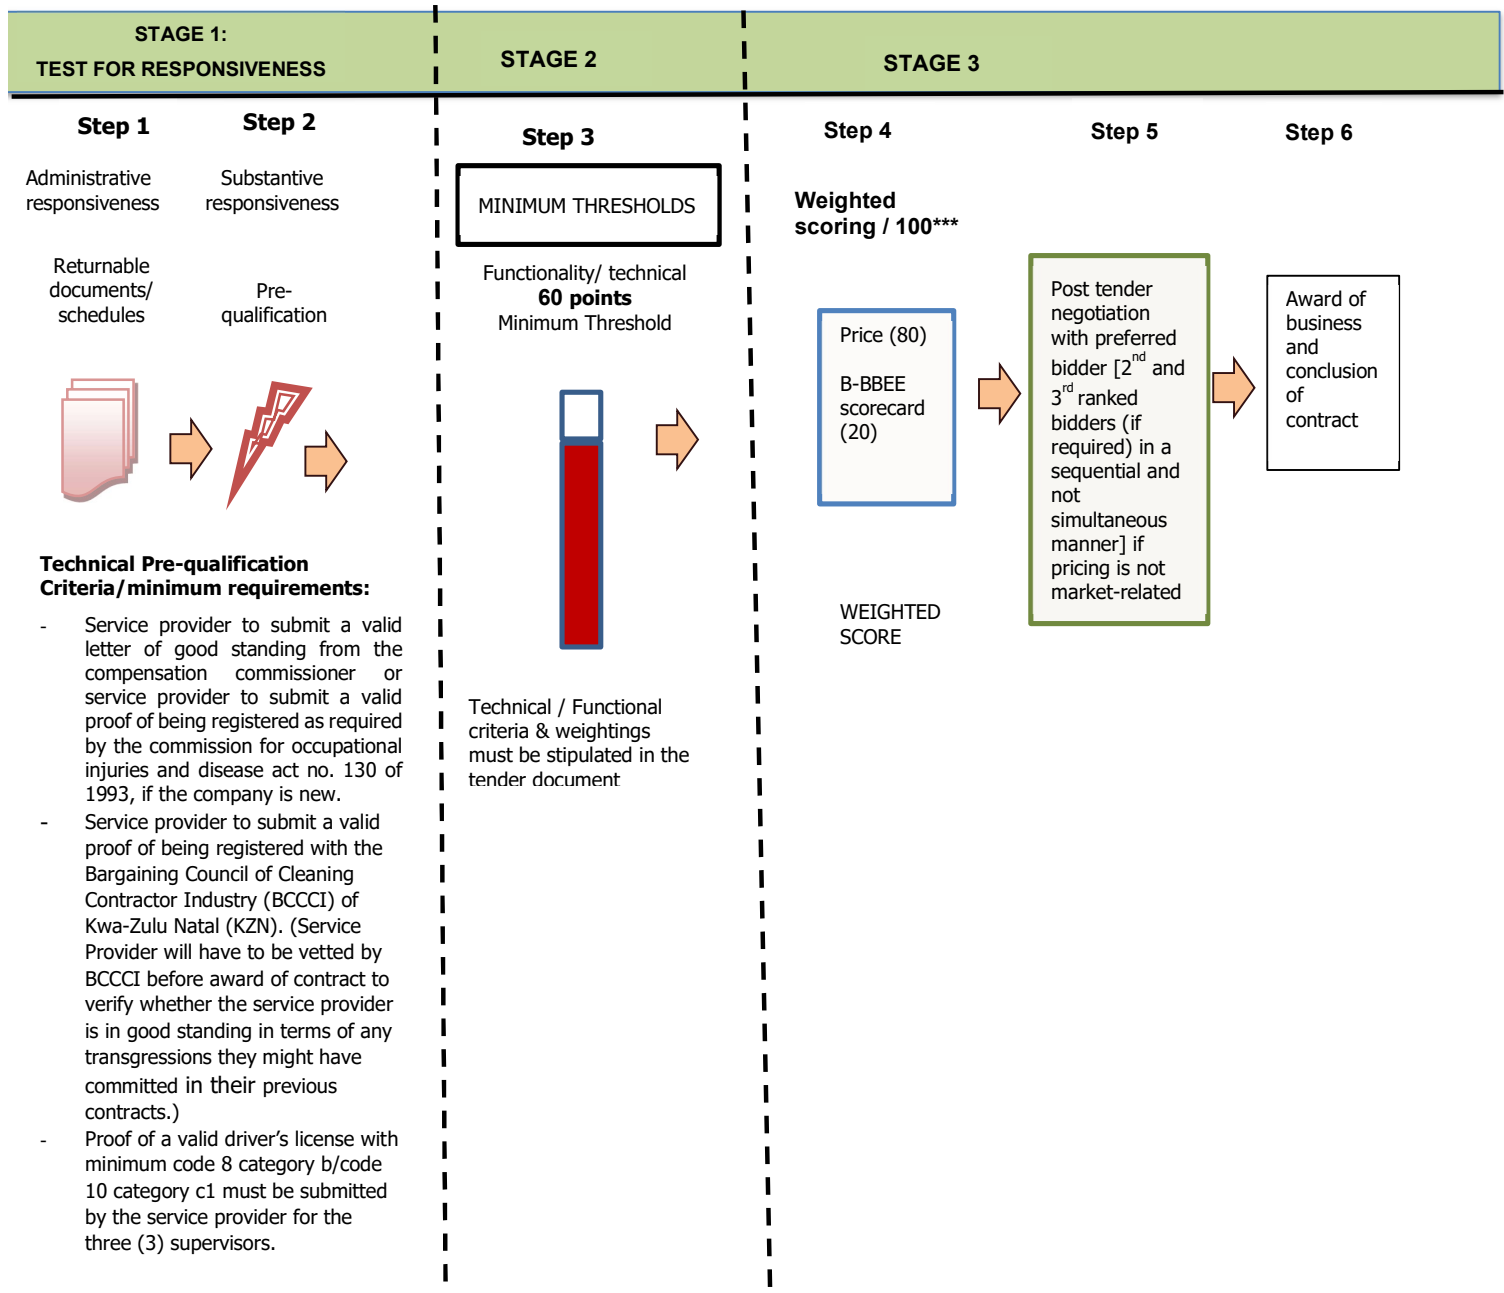 STAGE 1:
TEST FOR RESPONSIVENESS
STAGE 2
STAGE 3
Step 1
Step 2
Administrative
responsiveness
Substantive
responsiveness
Returnable
documents/
schedules
Pre-
qualification
Technical Pre-qualification
Criteria/minimum requirements:
- Service provider to submit a valid
letter of good standing from the
compensation commissioner or
service provider to submit a valid
proof of being registered as required
by the commission for occupational
injuries and disease act no. 130 of
1993, if the company is new.
- Service provider to submit a valid
proof of being registered with the
Bargaining Council of Cleaning
Contractor Industry (BCCCI) of
Kwa-Zulu Natal (KZN). (Service
Provider will have to be vetted by
BCCCI before award of contract to
verify whether the service provider
is in good standing in terms of any
transgressions they might have
committed in their previous
contracts.)
- Proof of a valid driver's license with
minimum code 8 category b/code
10 category c1 must be submitted
by the service provider for the
three (3) supervisors.
Step 3
MINIMUM THRESHOLDS
Functionality/ technical
60 points
Minimum Threshold
Technical / Functional
criteria & weightings
must be stipulated in the
tender document
Step 4
Weighted
scoring / 100***
Price (80)
B-BBEE
scorecard
(20)
WEIGHTED
SCORE
Step 5
Post tender
negotiation
with preferred
bidder [2nd and
3rd ranked
bidders (if
required) in a
sequential and
not
simultaneous
manner] if
pricing is not
market-related
Step 6
Award of
business
and
conclusion
of
contract